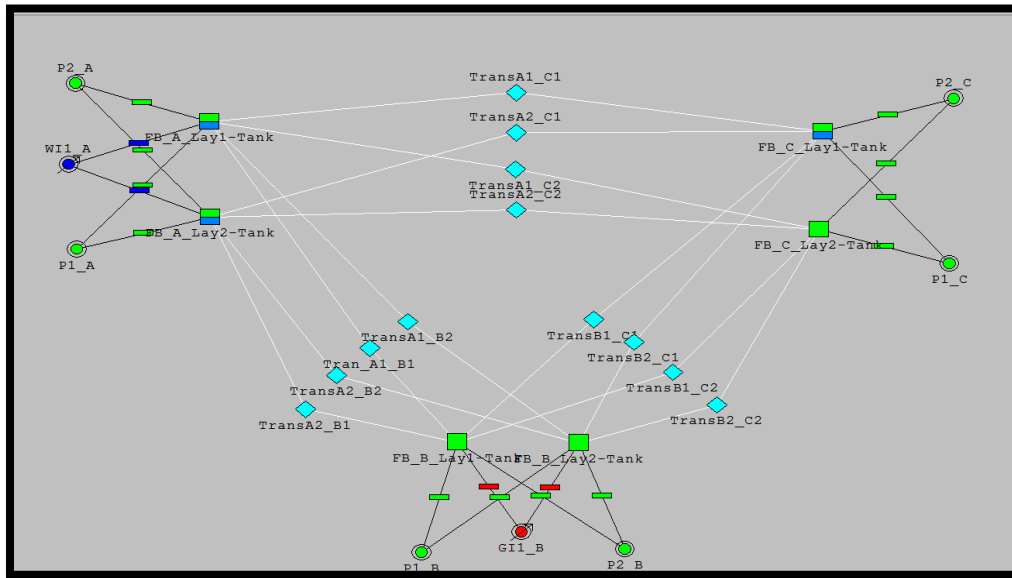 P2_A
TransA1_C1
P2_C
TransA2_C1
FB_A_Lay1-Tank
WI1_A
FB_C_Lay1-Tank
TransA1_C2
TransA2_C2
FB_A_Lay2-Tank
FB_C_Lay2-Tank
P1_A
P1_C
TransA1_B2
TransB1_C1
Tran_A1_B1
TransB2_C1
TransA2_B2
TransB1_C2
TransA2_B1
TransB2_C2
FB_B_Lay1-Tank
FB_B_Lay2-Tank
GI1_B
P1_B
P2_B